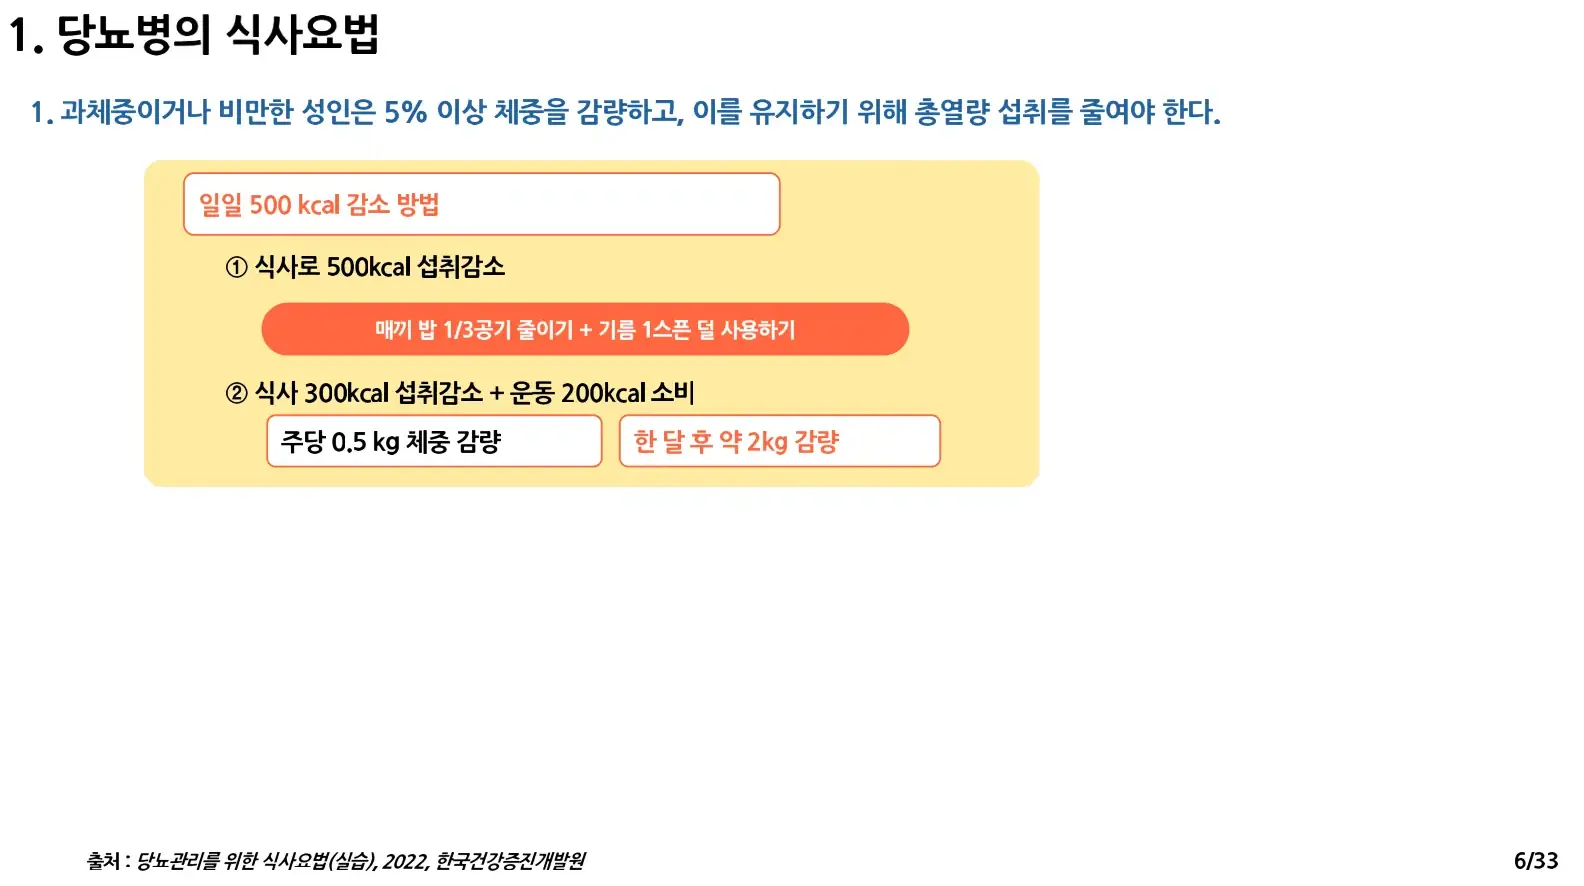 1. 당뇨병의 식사요법
1. 과체중이거나 비만한 성인은 5% 이상 체중을 감량하고, 이를 유지하기 위해 총열량 섭취를 줄여야 한다.
일일 500 kcal 감소 방법
① 식사로 500kcal 섭취감소
매끼 밥 1/3공기 줄이기 + 기름 1스푼 덜 사용하기
② 식사 300kcal 섭취감소 + 운동 200kcal 소비
주당 0.5 kg 체중 감량
한 달 후 약 2kg 감량
출처 : 당뇨관리를 위한 식사요법(실습), 2022, 한국건강증진개발원
6/33